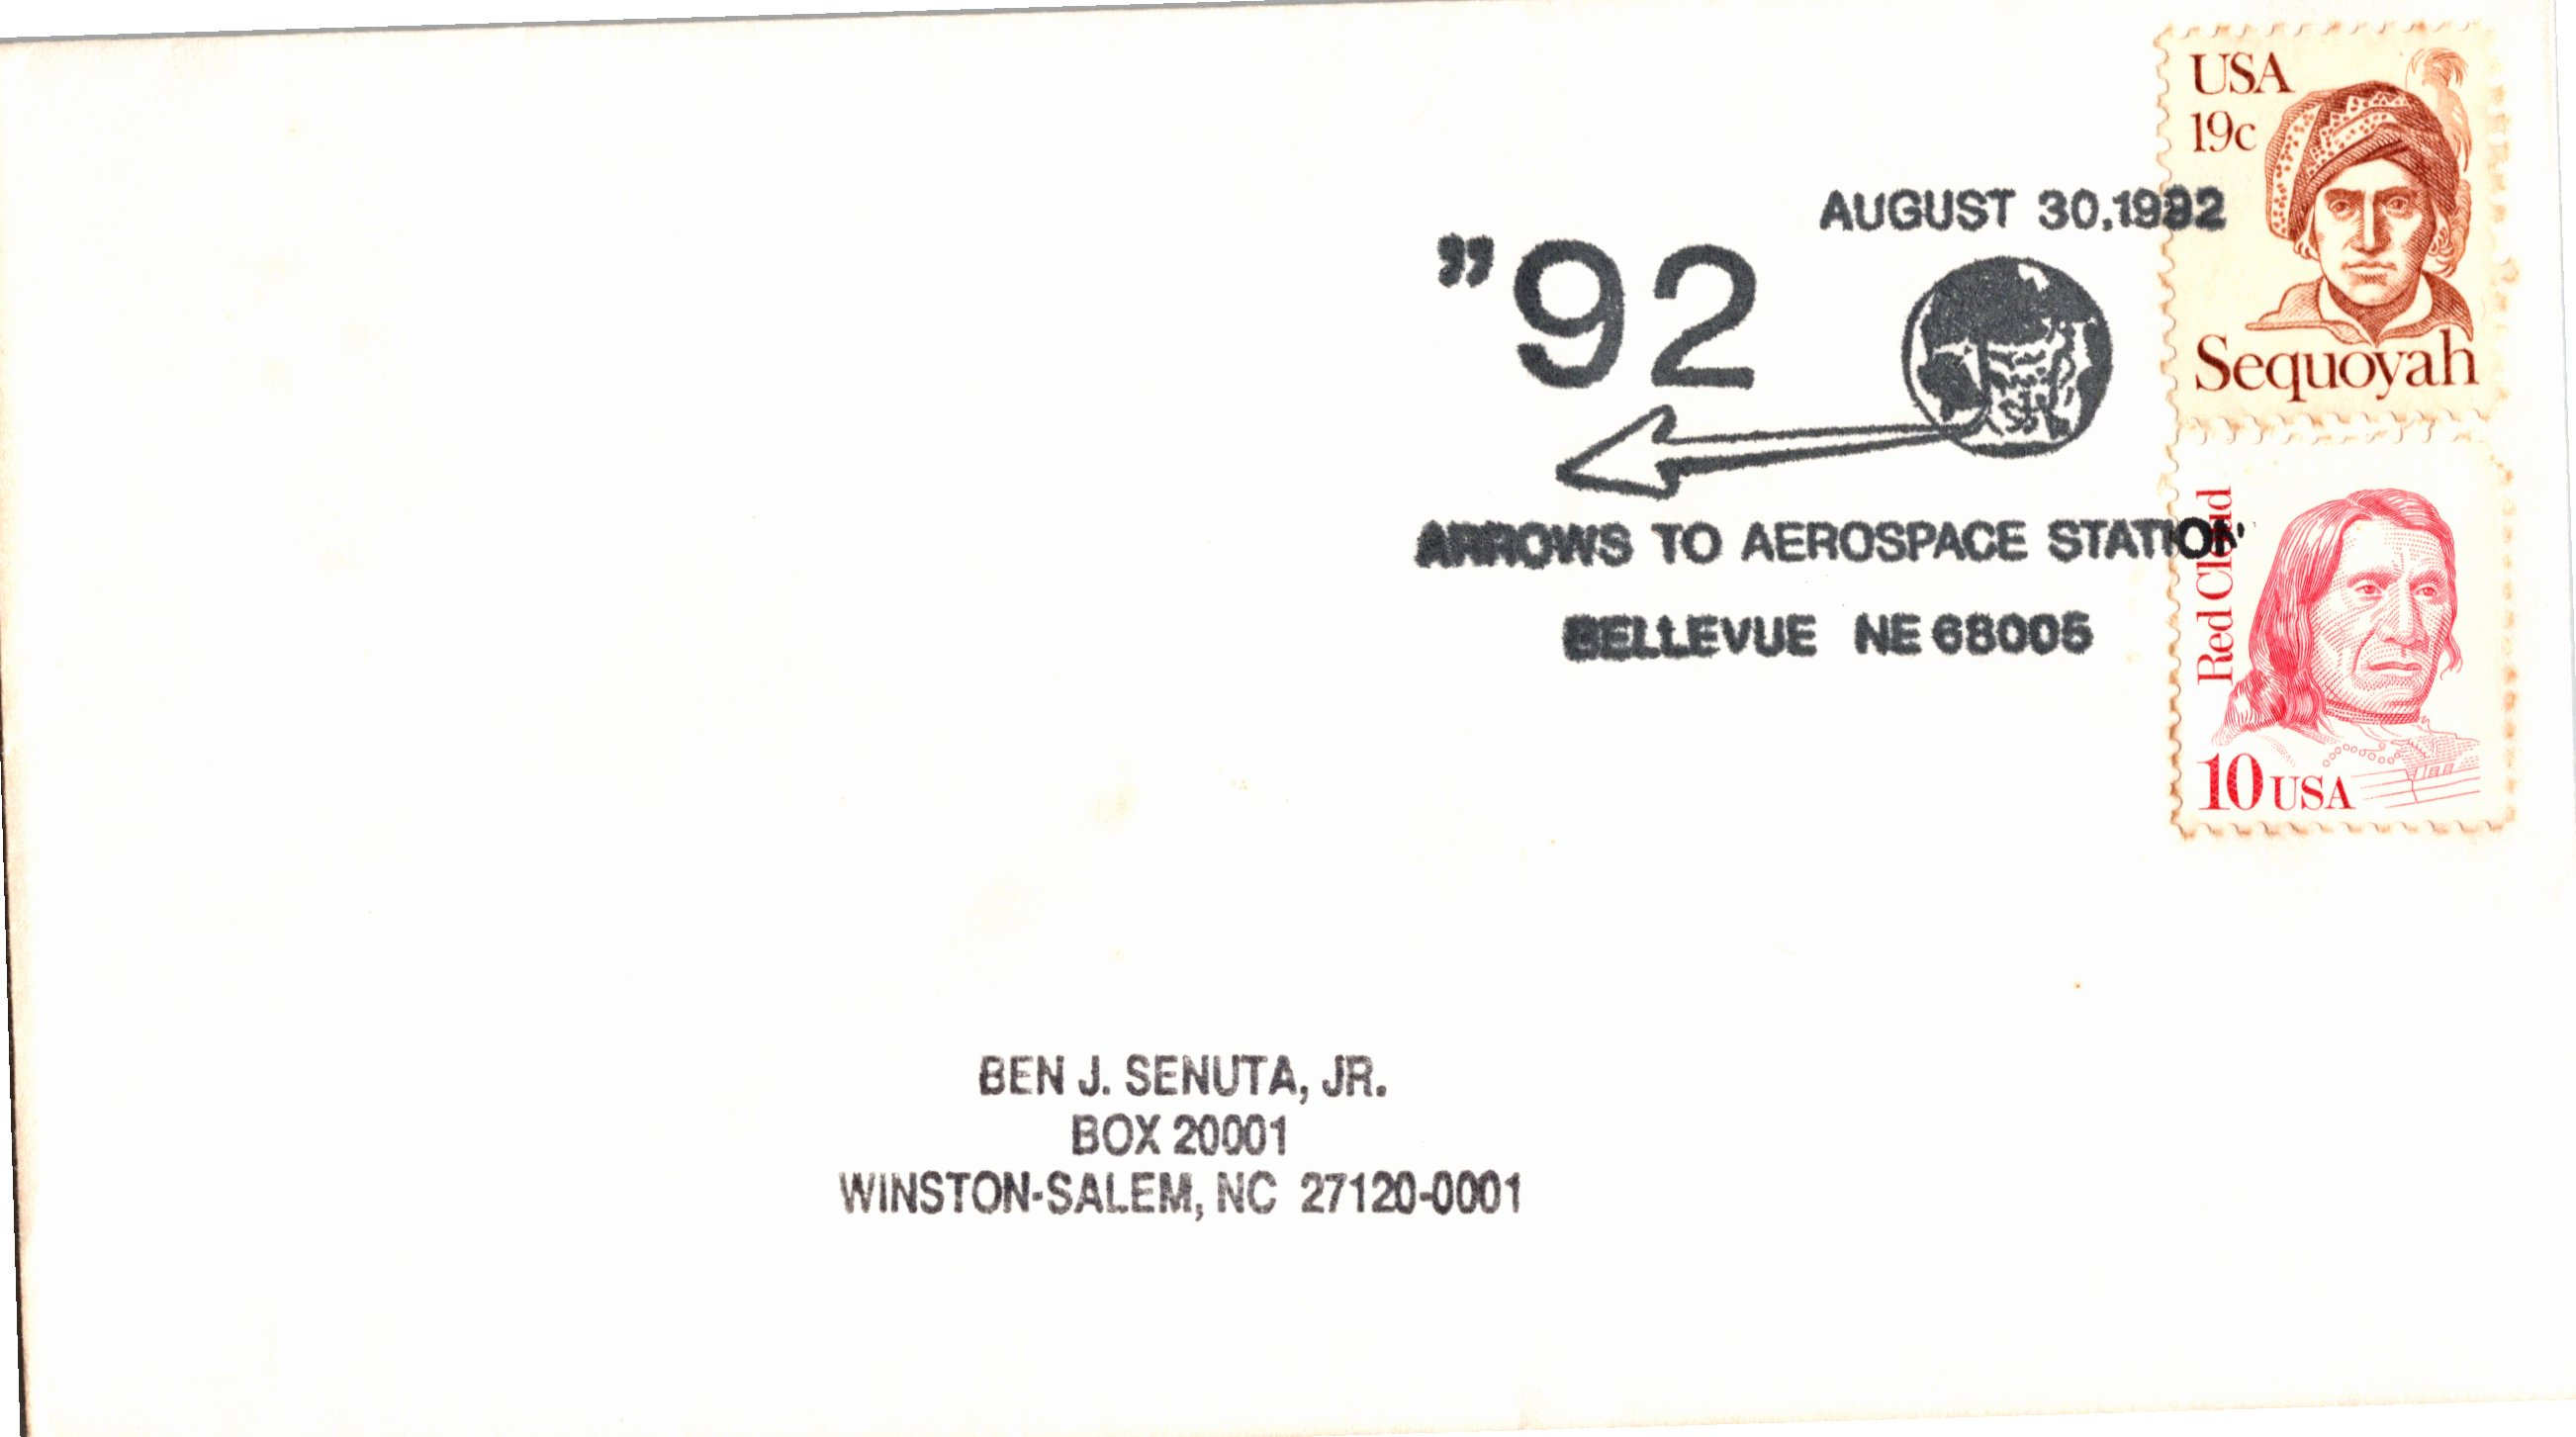 USA
19c
Sequoyah
AUGUST 30,1992
”92
ARROWS TO AEROSPACE STATION
BELLEVUE NE 68005
Red Cloud
10 USA
BEN J. SENUTA, JR.
BOX 20001
WINSTON-SALEM, NC 27120-0001